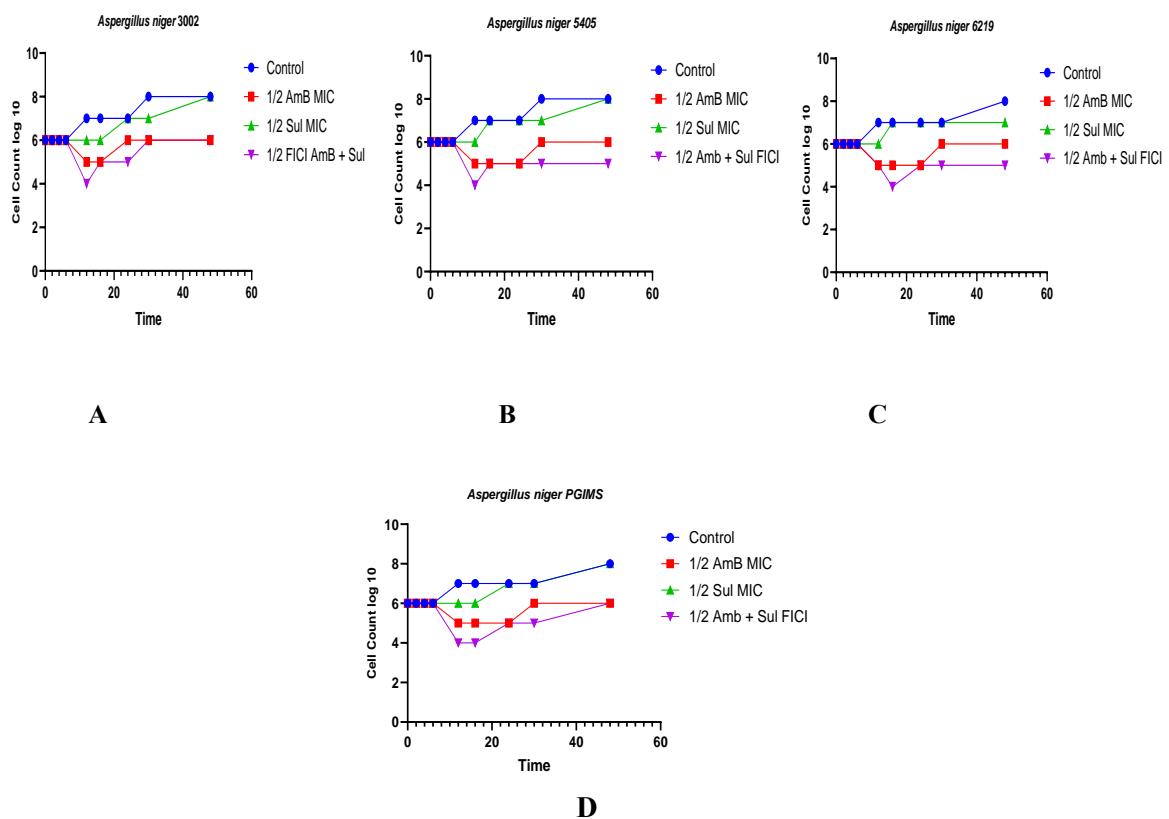 Aspergillus niger 3002
Cell Count log 10
10
8
6
4
2
0
0 20 40 60
Time
Control
1/2 AmB MIC
1/2 Sul MIC
1/2 FICI AmB + Sul
A
Aspergillus niger 5405
Cell Count log 10
10
8
6
4
2
0
0 20 40 60
Time
Control
1/2 AmB MIC
1/2 Sul MIC
1/2 Amb + Sul FICI
B
Aspergillus niger 6219
Cell Count log 10
10
8
6
4
2
0
0 20 40 60
Time
Control
1/2 AmB MIC
1/2 Sul MIC
1/2 Amb + Sul FICI
C
Aspergillus niger PGIMS
Cell Count log 10
10
8
6
4
2
0
0 20 40 60
Time
Control
1/2 AmB MIC
1/2 Sul MIC
1/2 Amb + Sul FICI
D